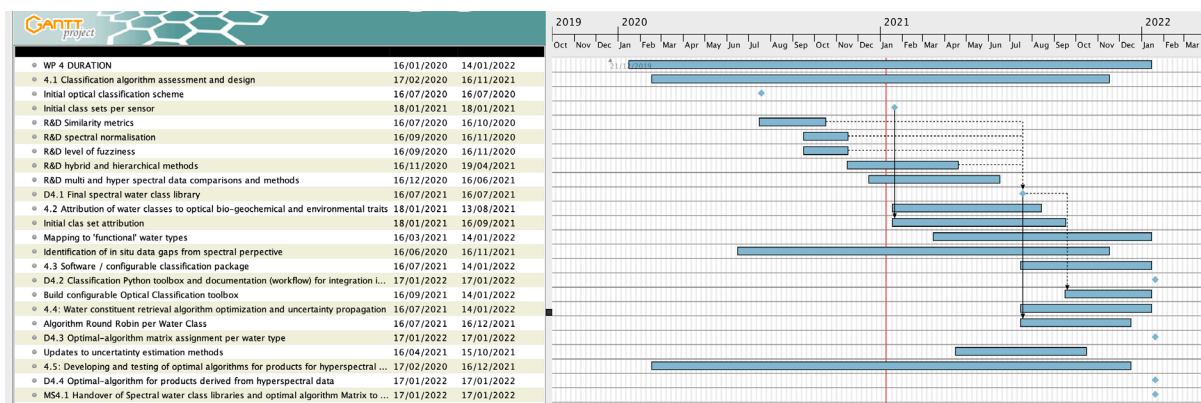 GANTT
project
2019 2020 2021 2022
Oct Nov Dec Jan Feb Mar Apr May Jun Jul Aug Sep Oct Nov Dec Jan Feb Mar Apr May Jun Jul Aug Sep Oct Nov Dec Jan Feb Mar
WP 4 DURATION 16/01/2020 14/01/2022
4.1 Classification algorithm assessment and design 17/02/2020 16/11/2021
Initial optical classification scheme 16/07/2020 16/07/2020
Initial class sets per sensor 18/01/2021 18/01/2021
R&D Similarity metrics 16/07/2020 16/10/2020
R&D spectral normalisation 16/09/2020 16/11/2020
R&D level of fuzziness 16/09/2020 16/11/2020
R&D hybrid and hierarchical methods 16/11/2020 19/04/2021
R&D multi and hyper spectral data comparisons and methods 16/12/2020 16/06/2021
D4.1 Final spectral water class library 16/07/2021 16/07/2021
4.2 Attribution of water classes to optical bio-geochemical and environmental traits 18/01/2021 13/08/2021
Initial clas set attribution 18/01/2021 16/09/2021
Mapping to 'functional' water types 16/03/2021 14/01/2022
Identification of in situ data gaps from spectral perpective 16/06/2020 16/11/2021
4.3 Software / configurable classification package 16/07/2021 14/01/2022
D4.2 Classification Python toolbox and documentation (workflow) for integration i... 17/01/2022 17/01/2022
Build configurable Optical Classification toolbox 16/09/2021 14/01/2022
4.4: Water constituent retrieval algorithm optimization and uncertainty propagation 16/07/2021 14/01/2022
Algorithm Round Robin per Water Class 16/07/2021 16/12/2021
D4.3 Optimal-algorithm matrix assignment per water type 17/01/2022 17/01/2022
Updates to uncertatinty estimation methods 16/04/2021 15/10/2021
4.5: Developing and testing of optimal algorithms for products for hyperspectral ... 17/02/2020 16/12/2021
D4.4 Optimal-algorithm for products derived from hyperspectral data 17/01/2022 17/01/2022
MS4.1 Handover of Spectral water class libraries and optimal algorithm Matrix to ... 17/01/2022 17/01/2022